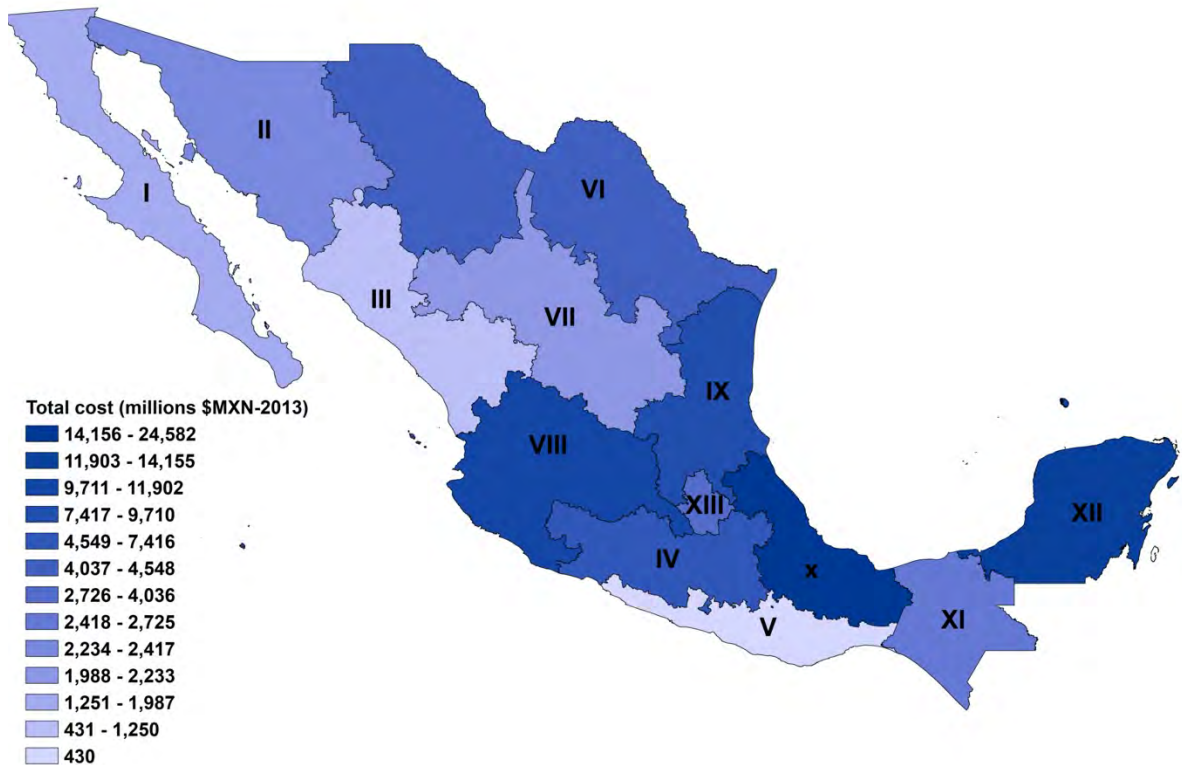 II
I
VI
III
VII
IX
Total cost (millions $MXN-2013)
14,156 - 24,582
11,903 - 14,155
9,711 - 11,902
7,417 - 9,710
4,549 - 7,416
4,037 - 4,548
2,726 - 4,036
2,418 - 2,725
2,234 - 2,417
1,988 - 2,233
1,251 - 1,987
431 - 1,250
430
VIII
XIII
XII
IV
x
V
XI